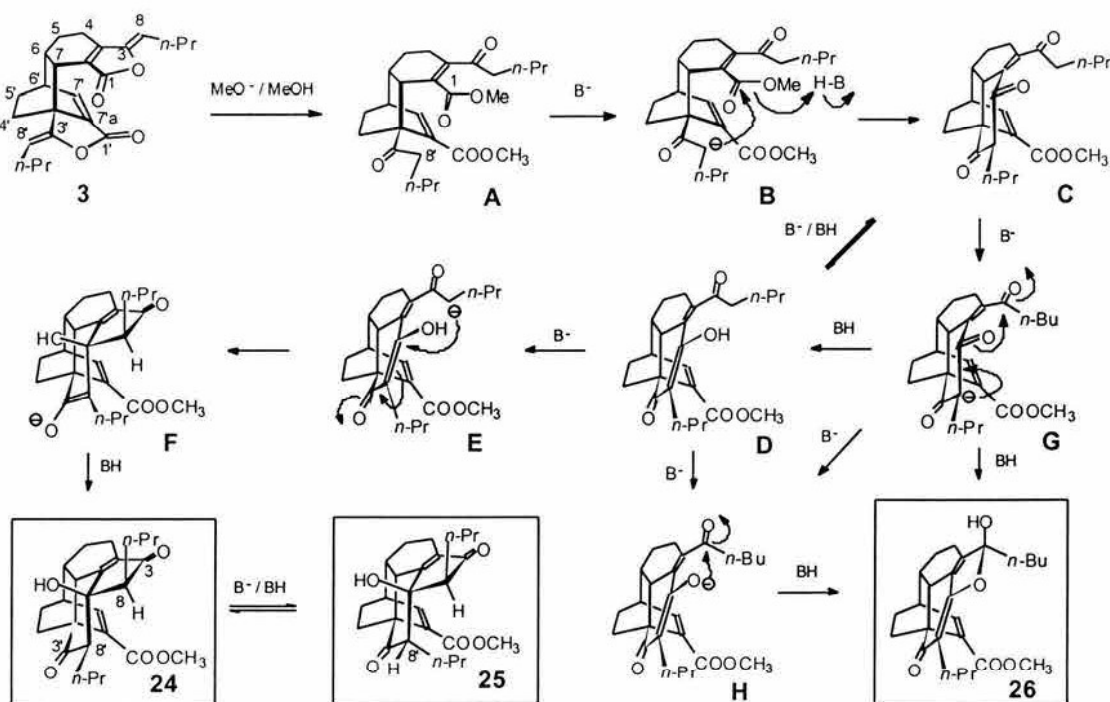 8
5 4
n-Pr
6 7 3
O
O
6' 7' 1
5'
4' 3' 7'a
8' O 1' O
n-Pr
3
MeO⁻ / MeOH
O
n-Pr
1
OMe
O
O 8' COOCH3
n-Pr
A
B⁻
O
n-Pr
O OMe H-B
O ⊖ COOCH3
n-Pr
B
O
n-Pr
O
O COOCH3
n-Pr
C
B⁻ / BH
B⁻
n-Pr O
HO
H
COOCH3
⊖ O n-Pr
F
O
n-Pr
⊖
OH
O COOCH3
n-Pr
E
B⁻
O
n-Pr
OH
O COOCH3
n-Pr
D
BH
O
n-Bu
O
⊖
O COOCH3
n-Pr
G
BH
B⁻
B⁻
BH
n-Pr O
3
HO
8 H
3'
O 8' COOCH3
n-Pr
24
B⁻ / BH
n-Pr O
HO
H
COOCH3
O 8'
H n-Pr
25
O
n-Bu
O ⊖
O COOCH3
n-Pr
H
BH
HO
n-Bu
O
O COOCH3
n-Pr
26